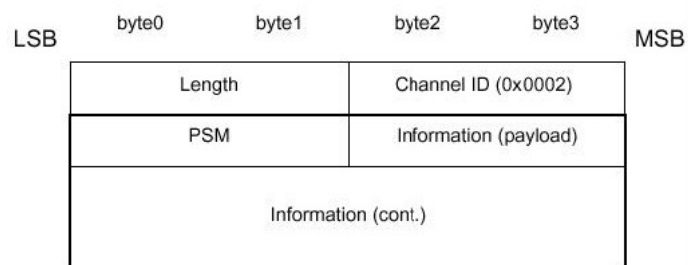 byte0 byte1 byte2 byte3
LSB MSB
Length Channel ID (0x0002)
PSM Information (payload)
Information (cont.)